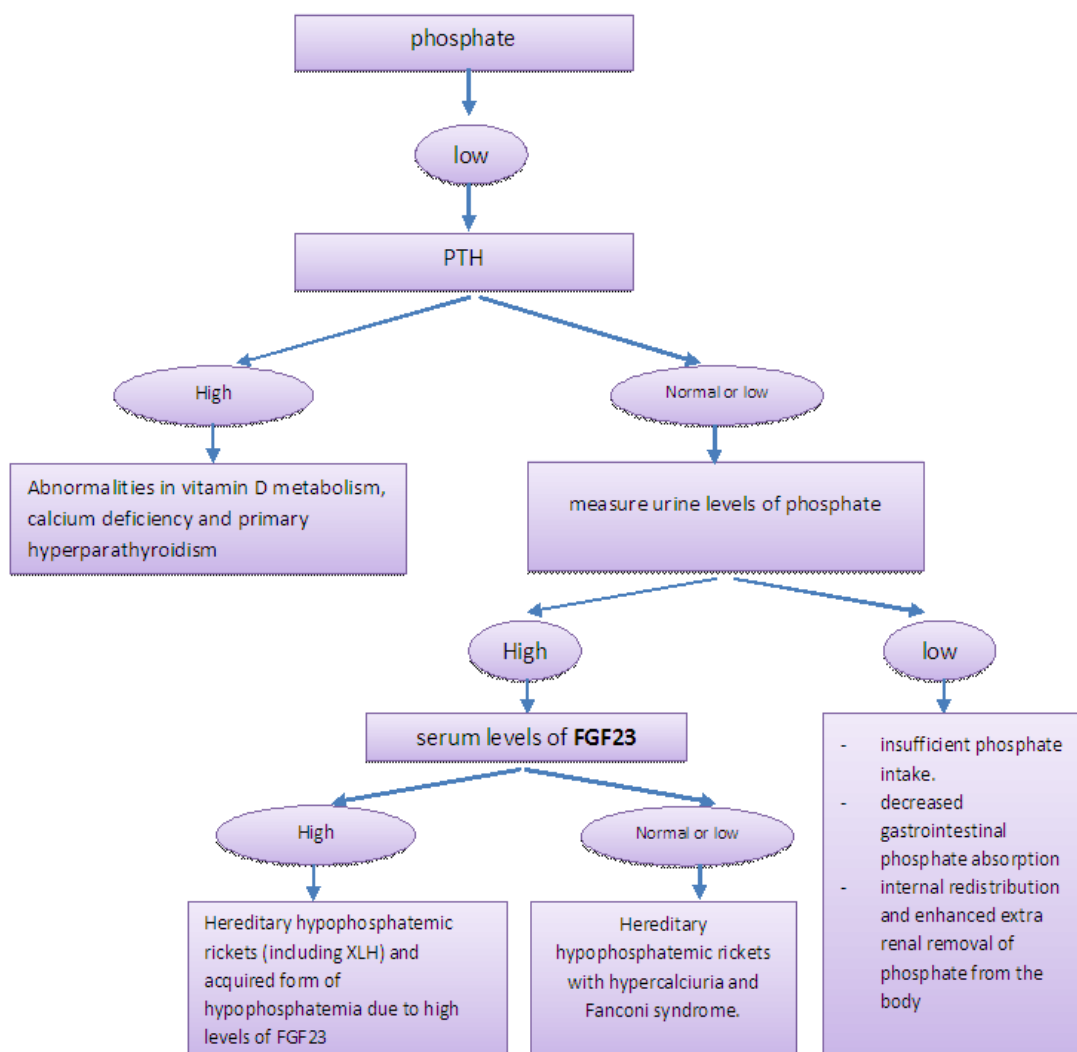 phosphate
low
PTH
High
Normal or low
Abnormalities in vitamin D metabolism,
calcium deficiency and primary
hyperparathyroidism
measure urine levels of phosphate
High
low
serum levels of FGF23
High
Normal or low
Hereditary hypophosphatemic
rickets (including XLH) and
acquired form of
hypophosphatemia due to high
levels of FGF23
Hereditary
hypophosphatemic rickets
with hypercalciuria and
Fanconi syndrome.
- insufficient phosphate
intake.
- decreased
gastrointestinal
phosphate absorption
- internal redistribution
and enhanced extra
renal removal of
phosphate from the
body